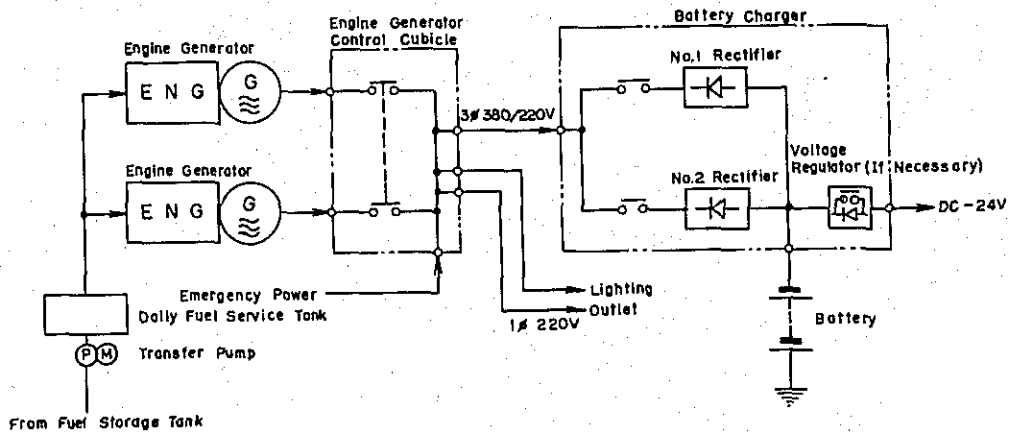 Engine Generator
Control Cubicle
Battery Charger
Engine Generator
E N G
G
No.1 Rectifier
3ø 380/220V
Engine Generator
E N G
G
No.2 Rectifier
Voltage
Regulator (If Necessary)
DC-24V
Emergency Power
Daily Fuel Service Tank
Lighting
Outlet
1ø 220V
Battery
P M
Transfer Pump
From Fuel Storage Tank